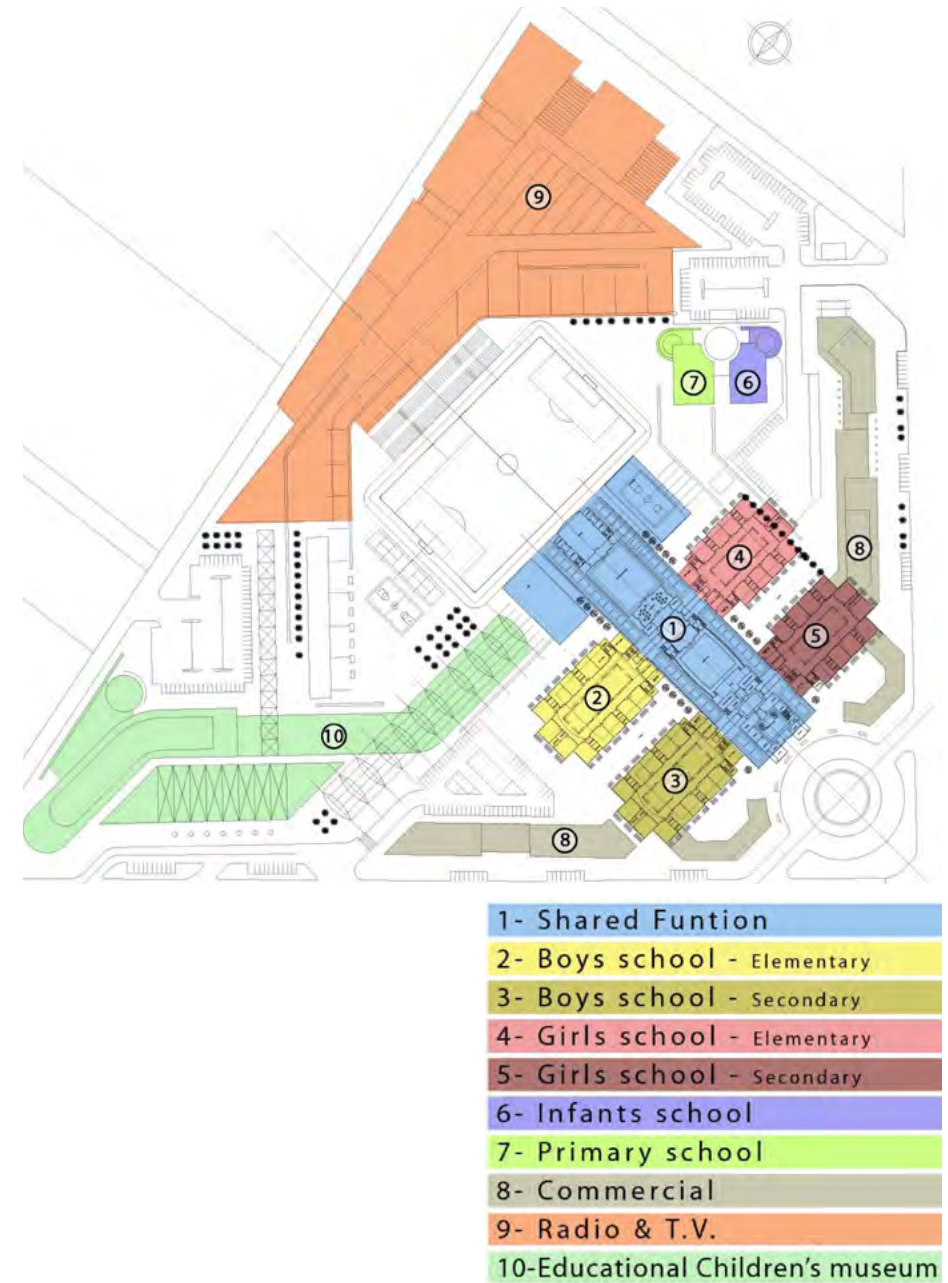 9
7
6
4
8
1
5
2
10
3
8
1- Shared Funtion
2- Boys school - Elementary
3- Boys school - Secondary
4- Girls school - Elementary
5- Girls school - Secondary
6- Infants school
7- Primary school
8- Commercial
9- Radio & T.V.
10-Educational Children's museum